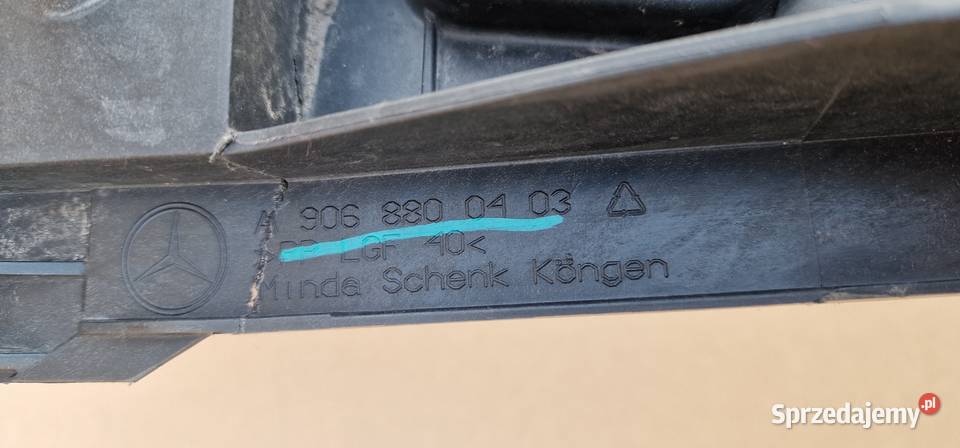 A 906 880 04 03
>PP LGF 40<
Minda Schenk Köngen
Sprzedajemy.pl